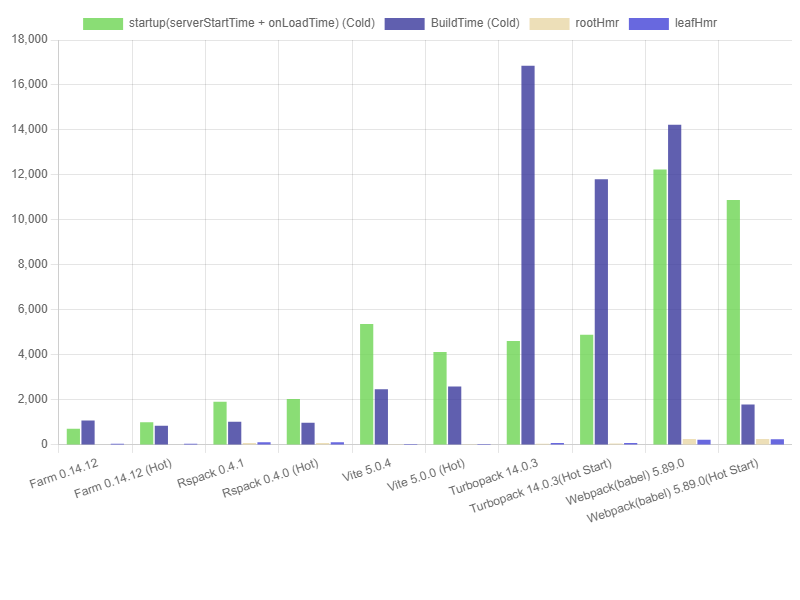 startup(serverStartTime + onLoadTime) (Cold) BuildTime (Cold) rootHmr leafHmr
18,000
16,000
14,000
12,000
10,000
8,000
6,000
4,000
2,000
0
Farm 0.14.12
Farm 0.14.12 (Hot)
Rspack 0.4.1
Rspack 0.4.0 (Hot)
Vite 5.0.4
Vite 5.0.0 (Hot)
Turbopack 14.0.3
Turbopack 14.0.3(Hot Start)
Webpack(babel) 5.89.0
Webpack(babel) 5.89.0(Hot Start)